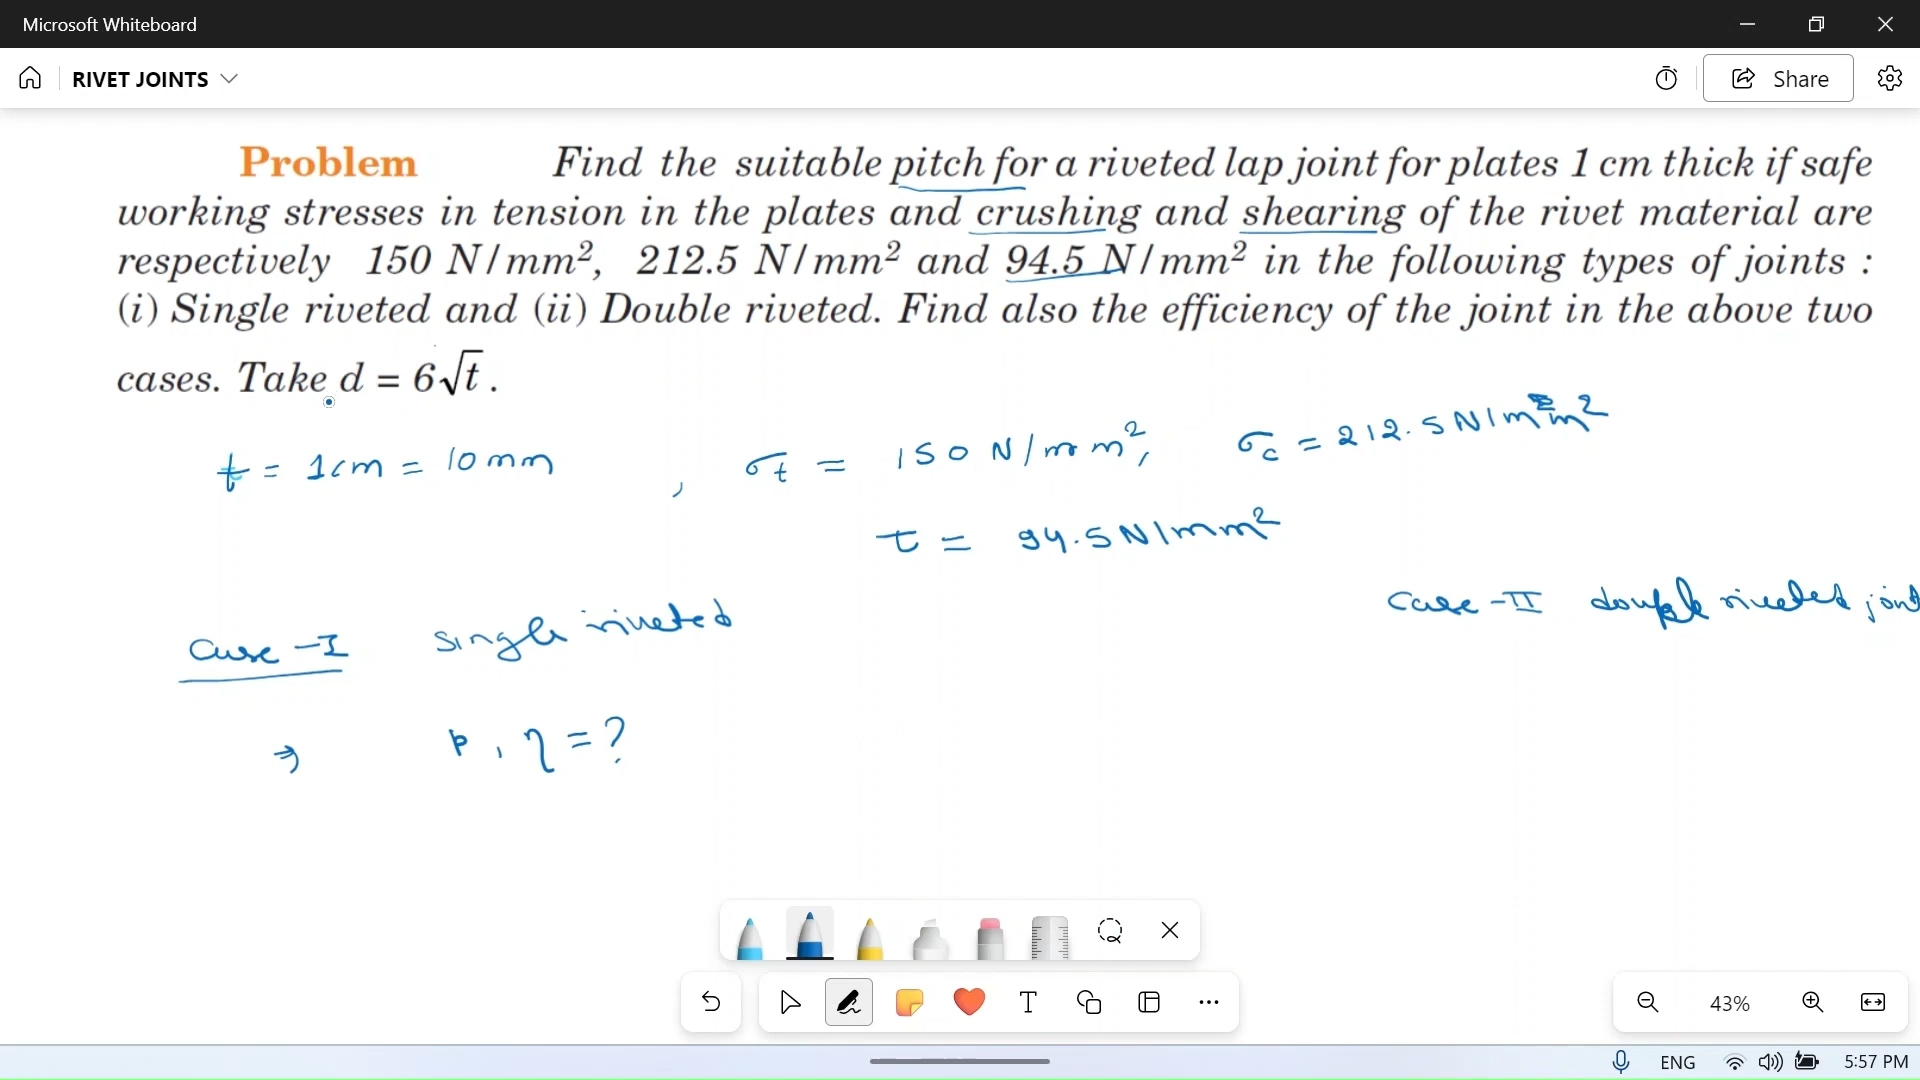 Microsoft Whiteboard
RIVET JOINTS
Share
Problem Find the suitable pitch for a riveted lap joint for plates 1 cm thick if safe
working stresses in tension in the plates and crushing and shearing of the rivet material are
respectively 150 N/mm², 212.5 N/mm² and 94.5 N/mm² in the following types of joints :
(i) Single riveted and (ii) Double riveted. Find also the efficiency of the joint in the above two
cases. Take d = 6√t .
t = 1cm = 10mm , σt = 150 N/mm², σc = 212.5 N/mm²
τ = 94.5 N/mm²
Case -II double riveted joint
Case -I Single riveted
⇒ p, η = ?
43%
ENG 5:57 PM